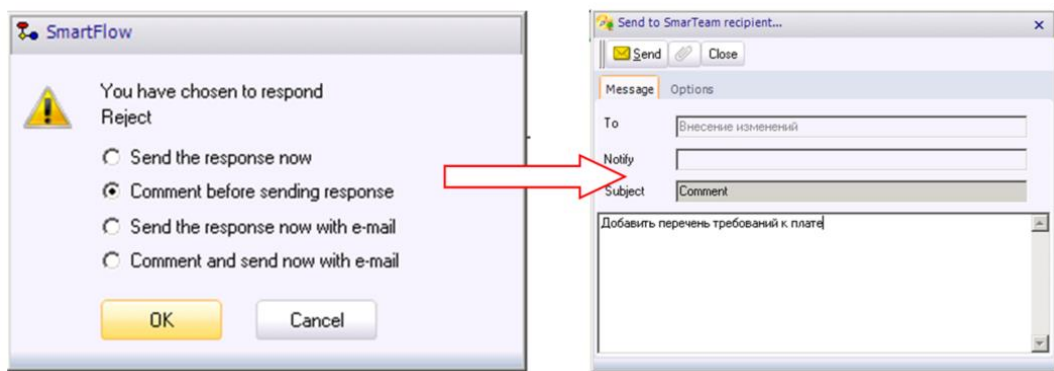 SmartFlow
You have chosen to respond
Reject
Send the response now
Comment before sending response
Send the response now with e-mail
Comment and send now with e-mail
OK
Cancel
Send to SmarTeam recipient...
Send
Close
Message
Options
To
Внесение изменений
Notify
Subject
Comment
Добавить перечень требований к плате